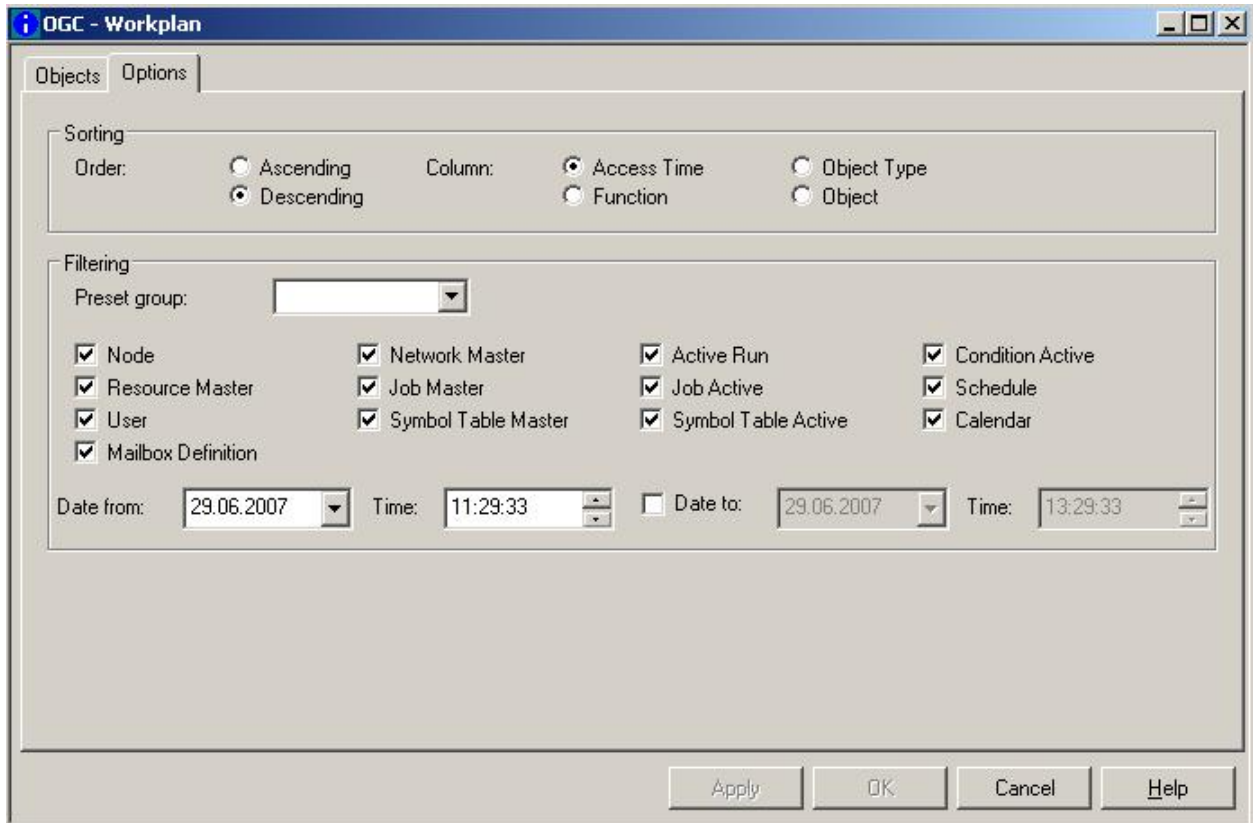 OGC - Workplan
Objects Options
Sorting
Order: Ascending Column: Access Time Object Type
Descending Function Object
Filtering
Preset group:
Node Network Master Active Run Condition Active
Resource Master Job Master Job Active Schedule
User Symbol Table Master Symbol Table Active Calendar
Mailbox Definition
Date from: 29.06.2007 Time: 11:29:33 Date to: 29.06.2007 Time: 13:29:33
Apply OK Cancel Help